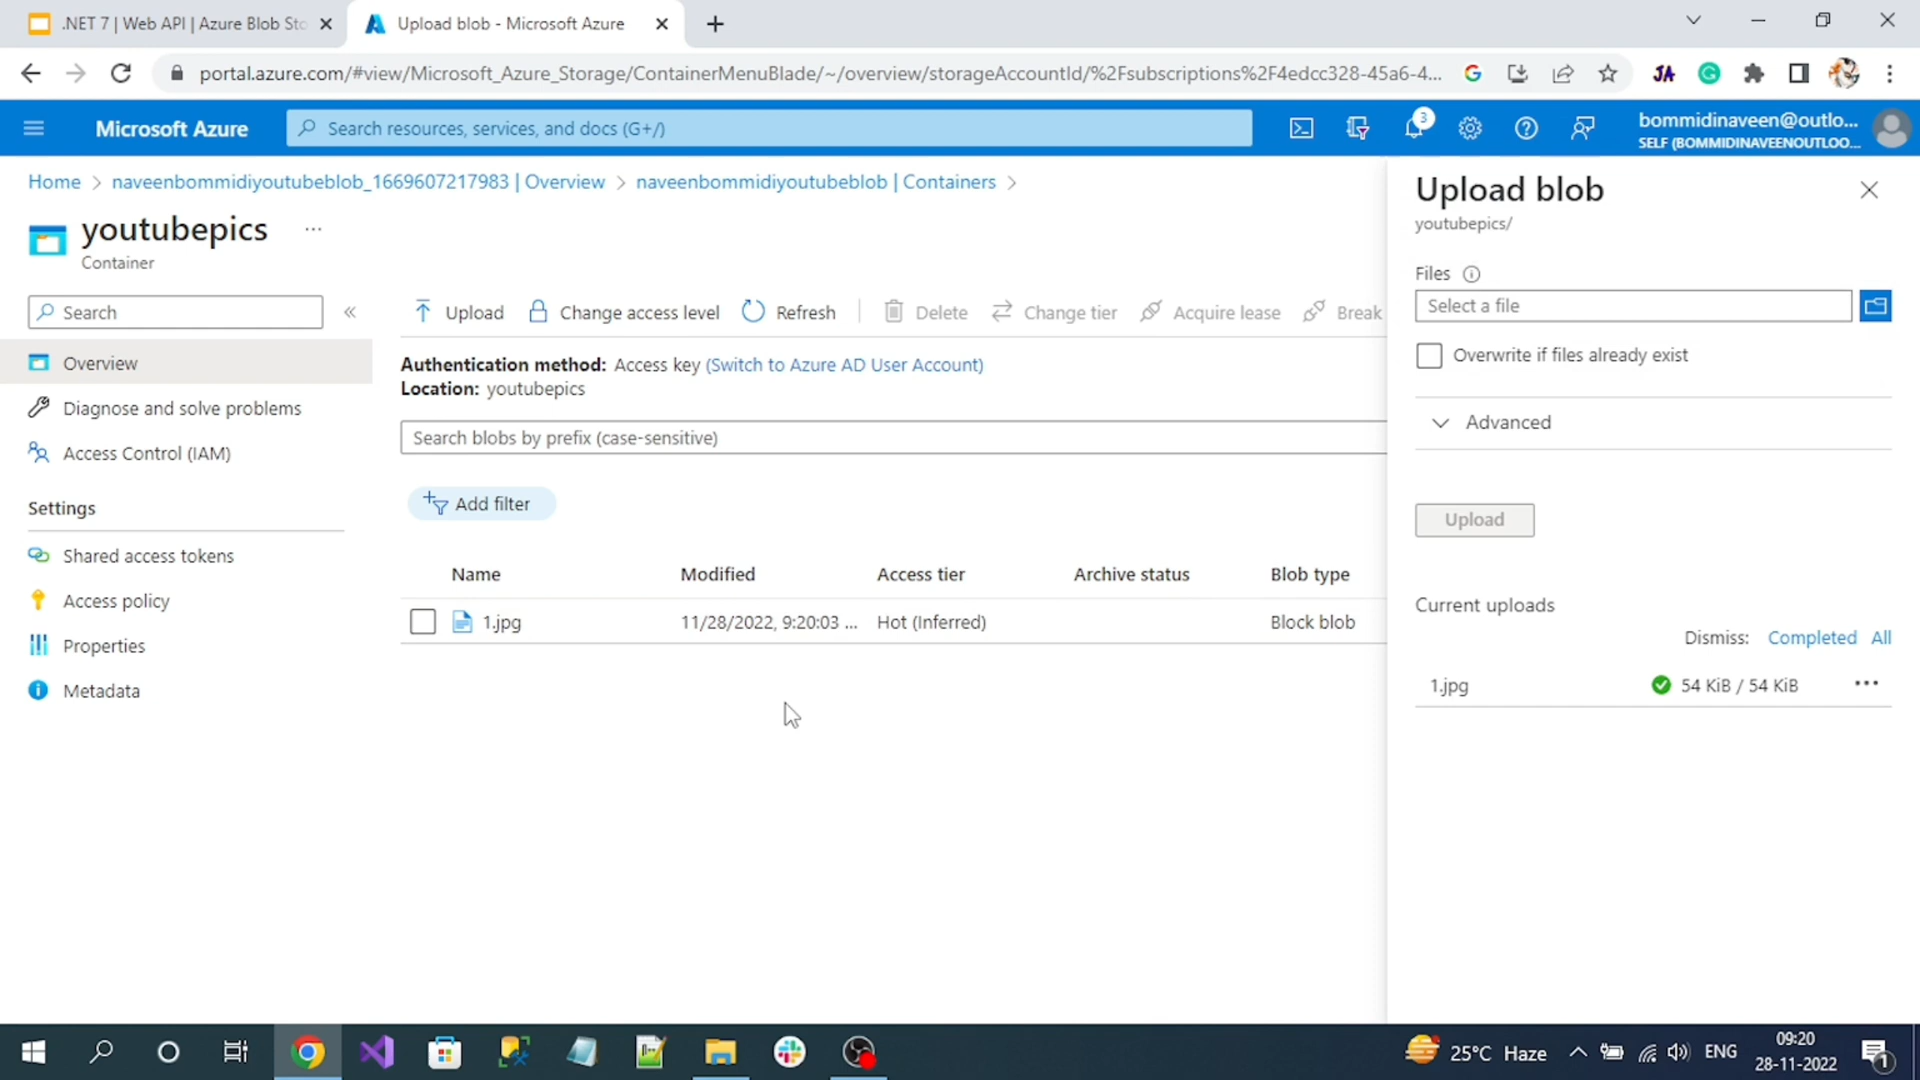 .NET 7 | Web API | Azure Blob Sto
Upload blob - Microsoft Azure
portal.azure.com/#view/Microsoft_Azure_Storage/ContainerMenuBlade/~/overview/storageAccountId/%2Fsubscriptions%2F4edcc328-45a6-4...
JA
Microsoft Azure
Search resources, services, and docs (G+/)
3
bommidinaveen@outlo...
SELF (BOMMIDINAVEENOUTLOO...
Home > naveenbommidiyoutubeblob_1669607217983 | Overview > naveenbommidiyoutubeblob | Containers >
youtubepics ...
Container
Search
Overview
Diagnose and solve problems
Access Control (IAM)
Settings
Shared access tokens
Access policy
Properties
Metadata
Upload
Change access level
Refresh
Delete
Change tier
Acquire lease
Break
Authentication method: Access key (Switch to Azure AD User Account)
Location: youtubepics
Search blobs by prefix (case-sensitive)
Add filter
Name Modified Access tier Archive status Blob type
1.jpg 11/28/2022, 9:20:03 ... Hot (Inferred) Block blob
Upload blob
youtubepics/
Files
Select a file
Overwrite if files already exist
Advanced
Upload
Current uploads
Dismiss: Completed All
1.jpg 54 KiB / 54 KiB ...
25°C Haze
ENG
09:20
28-11-2022
1